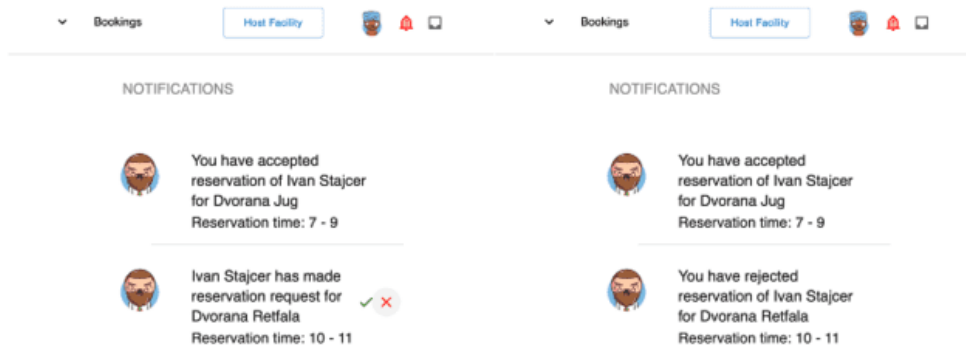 Bookings
Host Facility
NOTIFICATIONS
You have accepted
reservation of Ivan Stajcer
for Dvorana Jug
Reservation time: 7 - 9
Ivan Stajcer has made
reservation request for
Dvorana Retfala
Reservation time: 10 - 11
Bookings
Host Facility
NOTIFICATIONS
You have accepted
reservation of Ivan Stajcer
for Dvorana Jug
Reservation time: 7 - 9
You have rejected
reservation of Ivan Stajcer
for Dvorana Retfala
Reservation time: 10 - 11